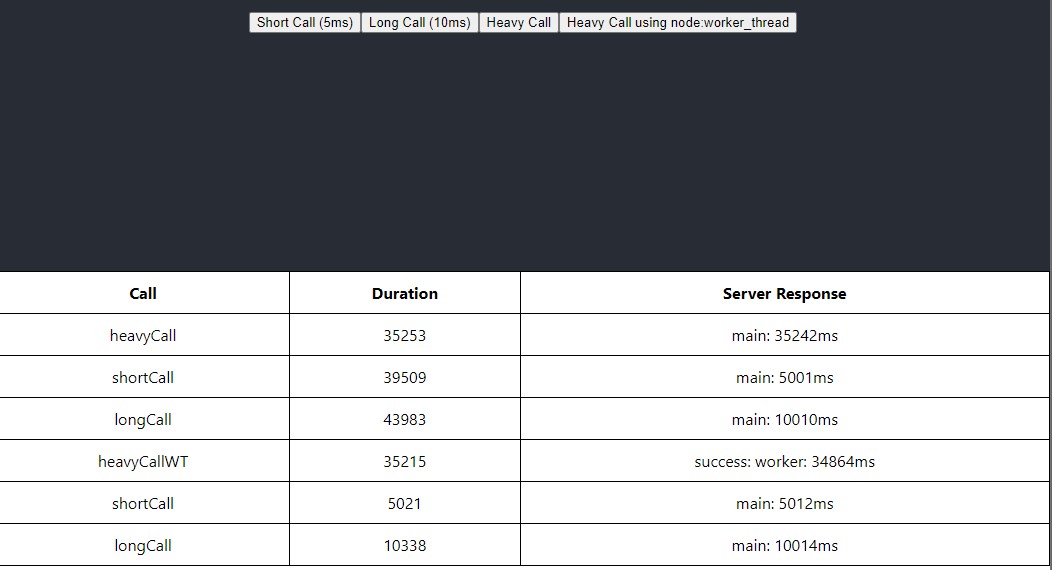 Short Call (5ms) Long Call (10ms) Heavy Call Heavy Call using node:worker_thread
Call Duration Server Response
heavyCall 35253 main: 35242ms
shortCall 39509 main: 5001ms
longCall 43983 main: 10010ms
heavyCallWT 35215 success: worker: 34864ms
shortCall 5021 main: 5012ms
longCall 10338 main: 10014ms